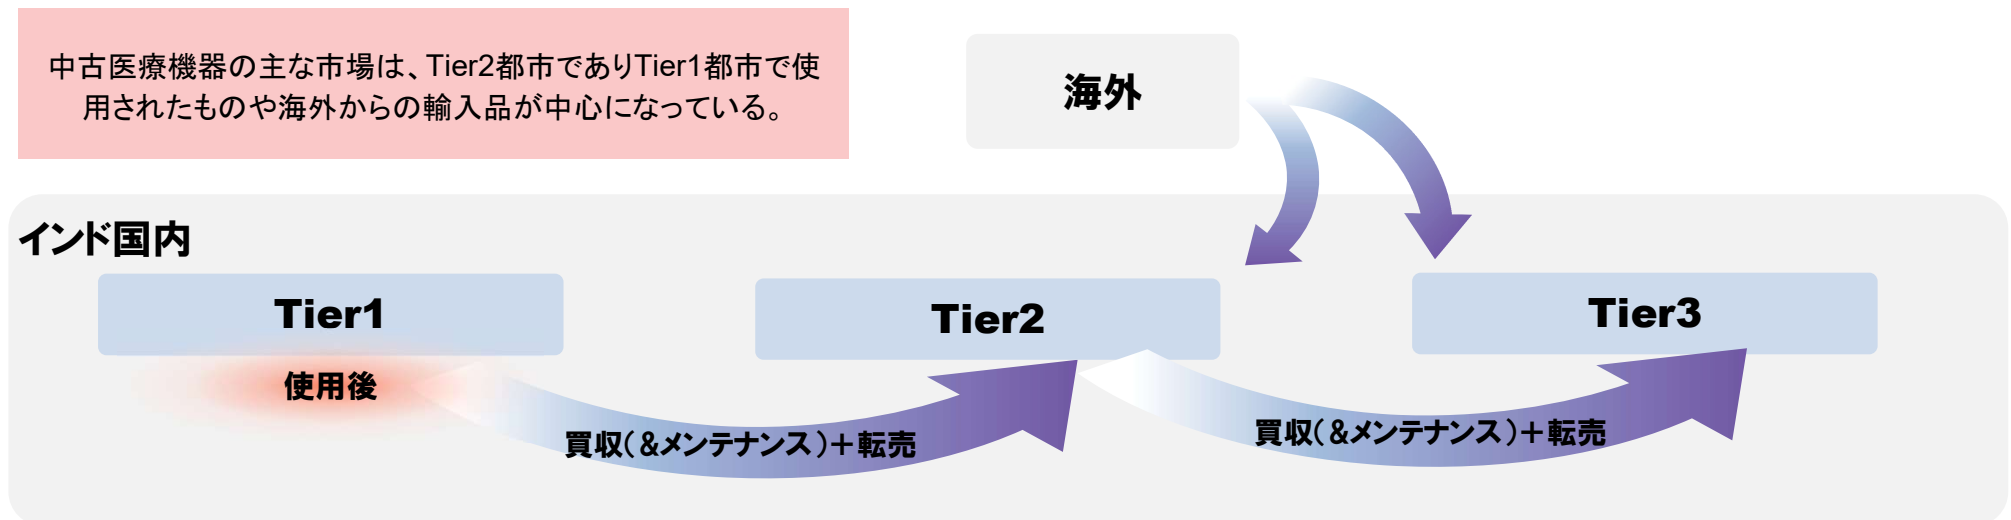 中古医療機器の主な市場は、Tier2都市でありTier1都市で使
用されたものや海外からの輸入品が中心になっている。
海外
インド国内
Tier1
Tier2
Tier3
使用後
買収(&メンテナンス)+転売
買収(&メンテナンス)+転売